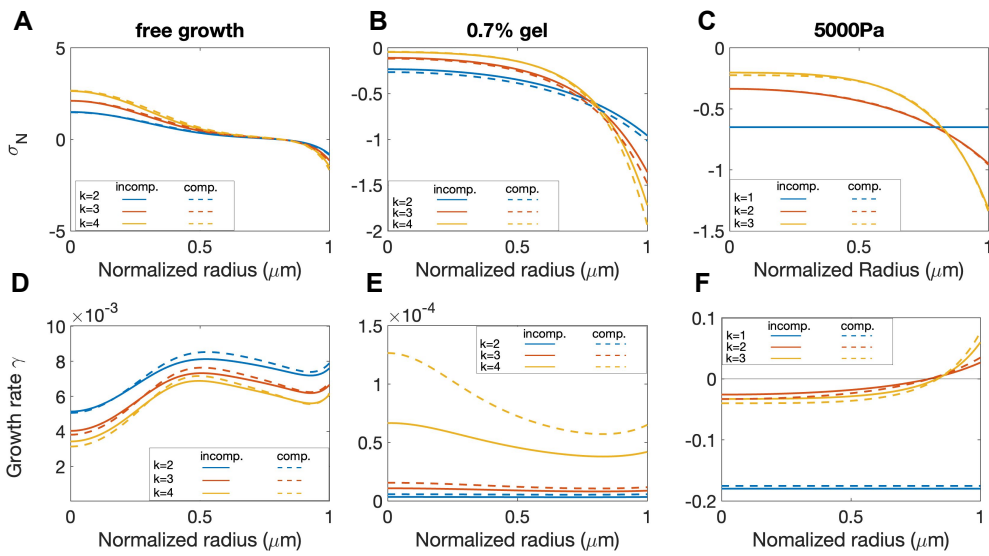 A free growth
5
0
-5
σN
k=2 incomp. comp.
k=3
k=4
0 0.5 1
Normalized radius (μm)
B 0.7% gel
0
-0.5
-1
-1.5
-2
incomp. comp.
k=2
k=3
k=4
0 0.5 1
Normalized radius (μm)
C 5000Pa
0
-0.5
-1
-1.5
incomp. comp.
k=1
k=2
k=3
0 0.5 1
Normalized Radius (μm)
D
×10-3
10
8
6
4
2
Growth rate γ
incomp. comp.
k=2
k=3
k=4
0 0.5 1
Normalized radius (μm)
E
×10-4
1.5
1
0.5
0
incomp. comp.
k=2
k=3
k=4
0 0.5 1
Normalized radius (μm)
F
0.1
0
-0.1
-0.2
incomp. comp.
k=1
k=2
k=3
0 0.5 1
Normalized radius (μm)